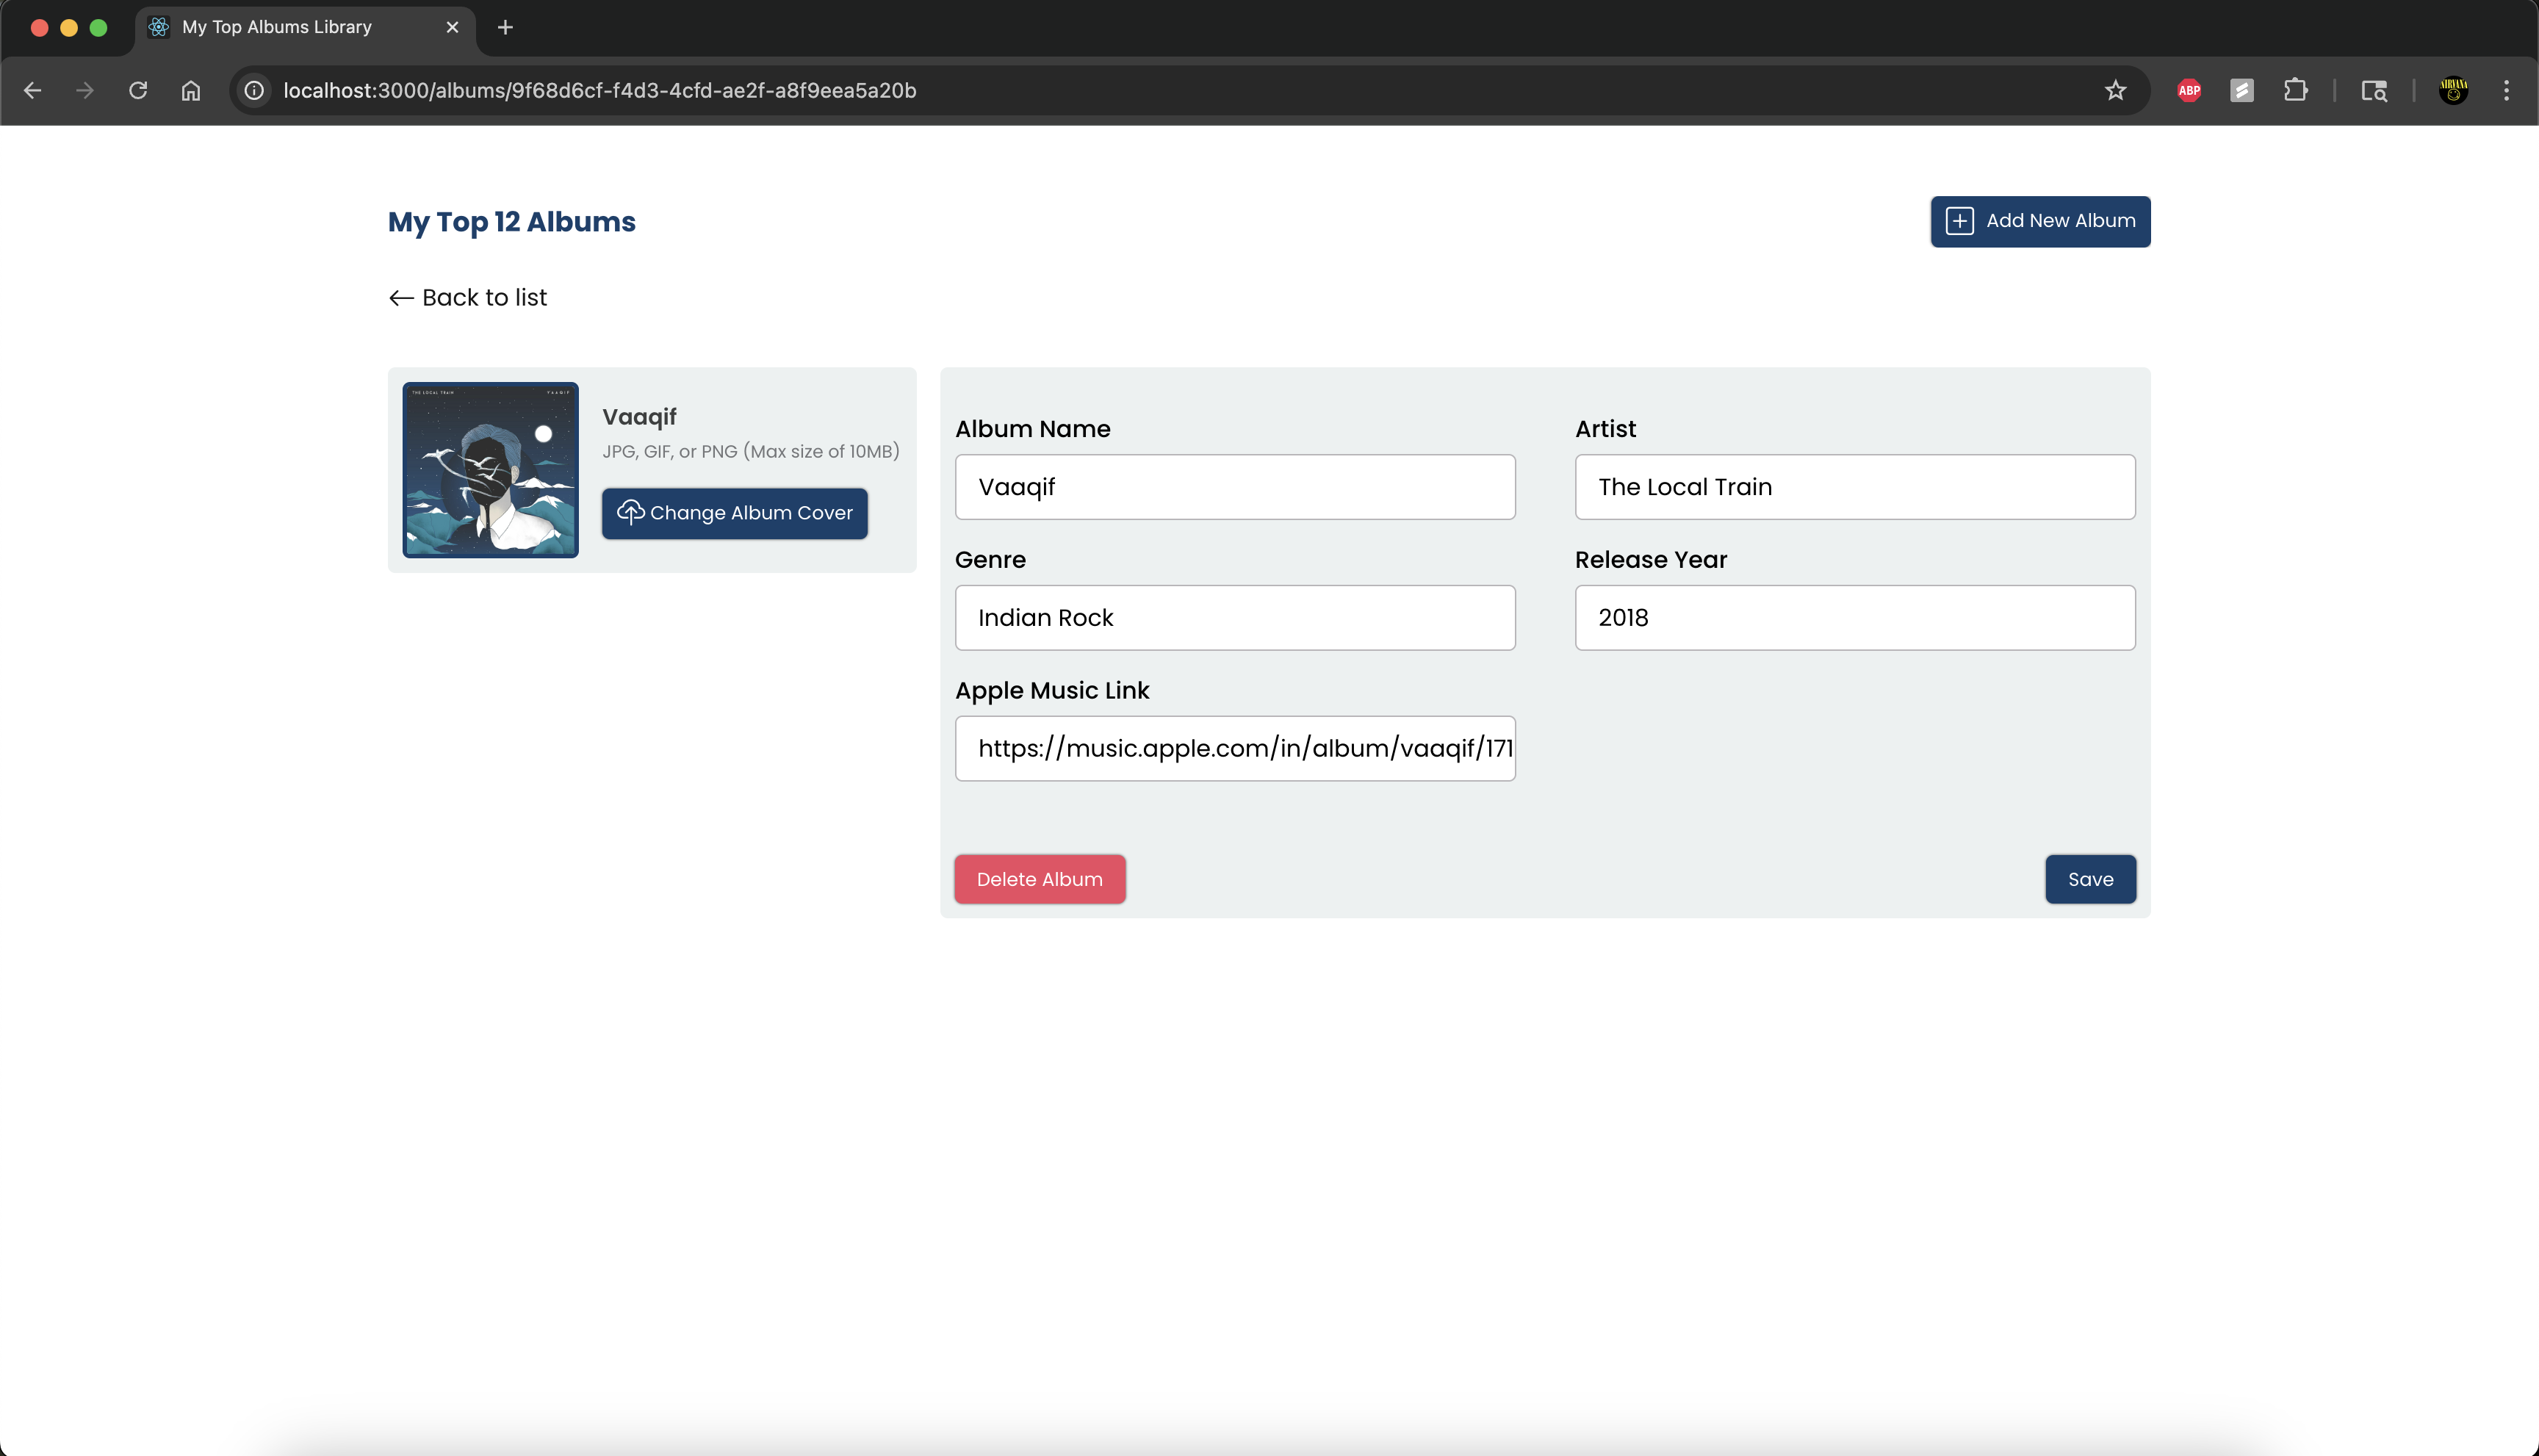 My Top Albums Library
localhost:3000/albums/9f68d6cf-f4d3-4cfd-ae2f-a8f9eea5a20b
ABP
NIRVANA
My Top 12 Albums
Add New Album
Back to list
THE LOCAL TRAIN
VAAQIF
Vaaqif
JPG, GIF, or PNG (Max size of 10MB)
Change Album Cover
Album Name
Vaaqif
Artist
The Local Train
Genre
Indian Rock
Release Year
2018
Apple Music Link
https://music.apple.com/in/album/vaaqif/171
Delete Album
Save